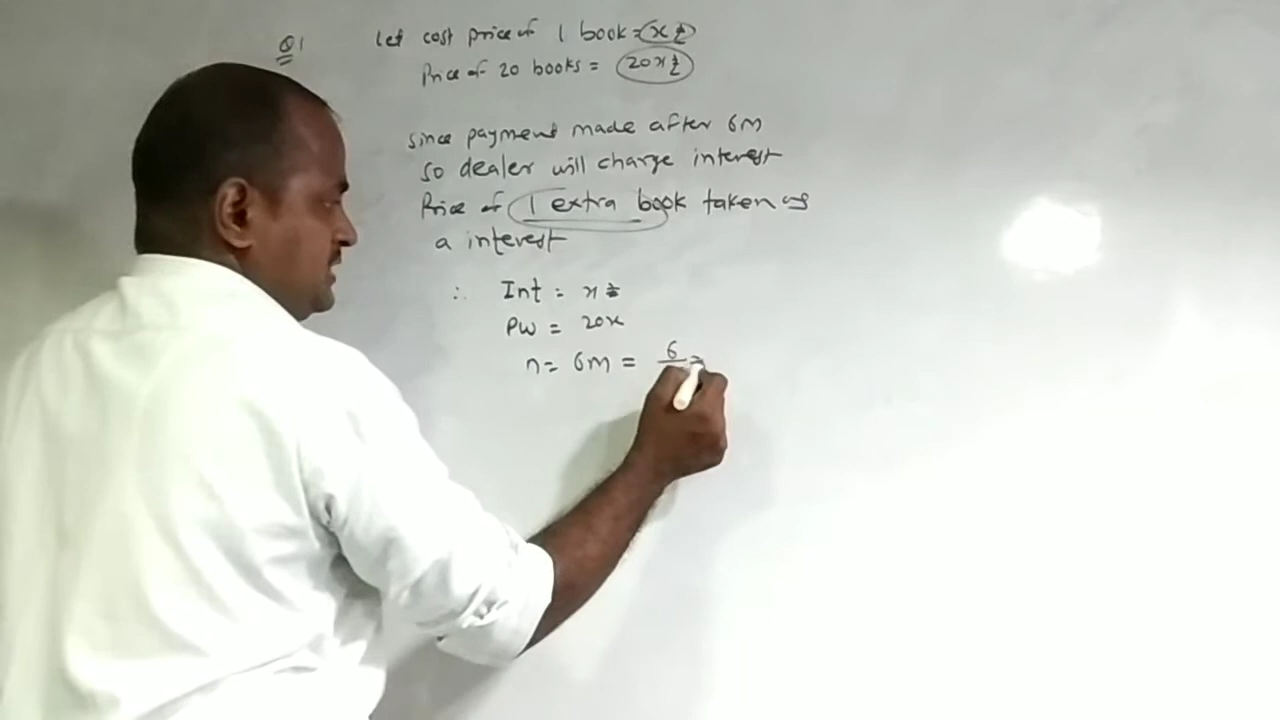 Q1 Let cost price of 1 book = x ₹
Price of 20 books = 20x ₹
since payment made after 6m
so dealer will charge interest
Price of 1 extra book taken as
a interest
∴ Int = x ₹
PW = 20x
n = 6m = 6 =